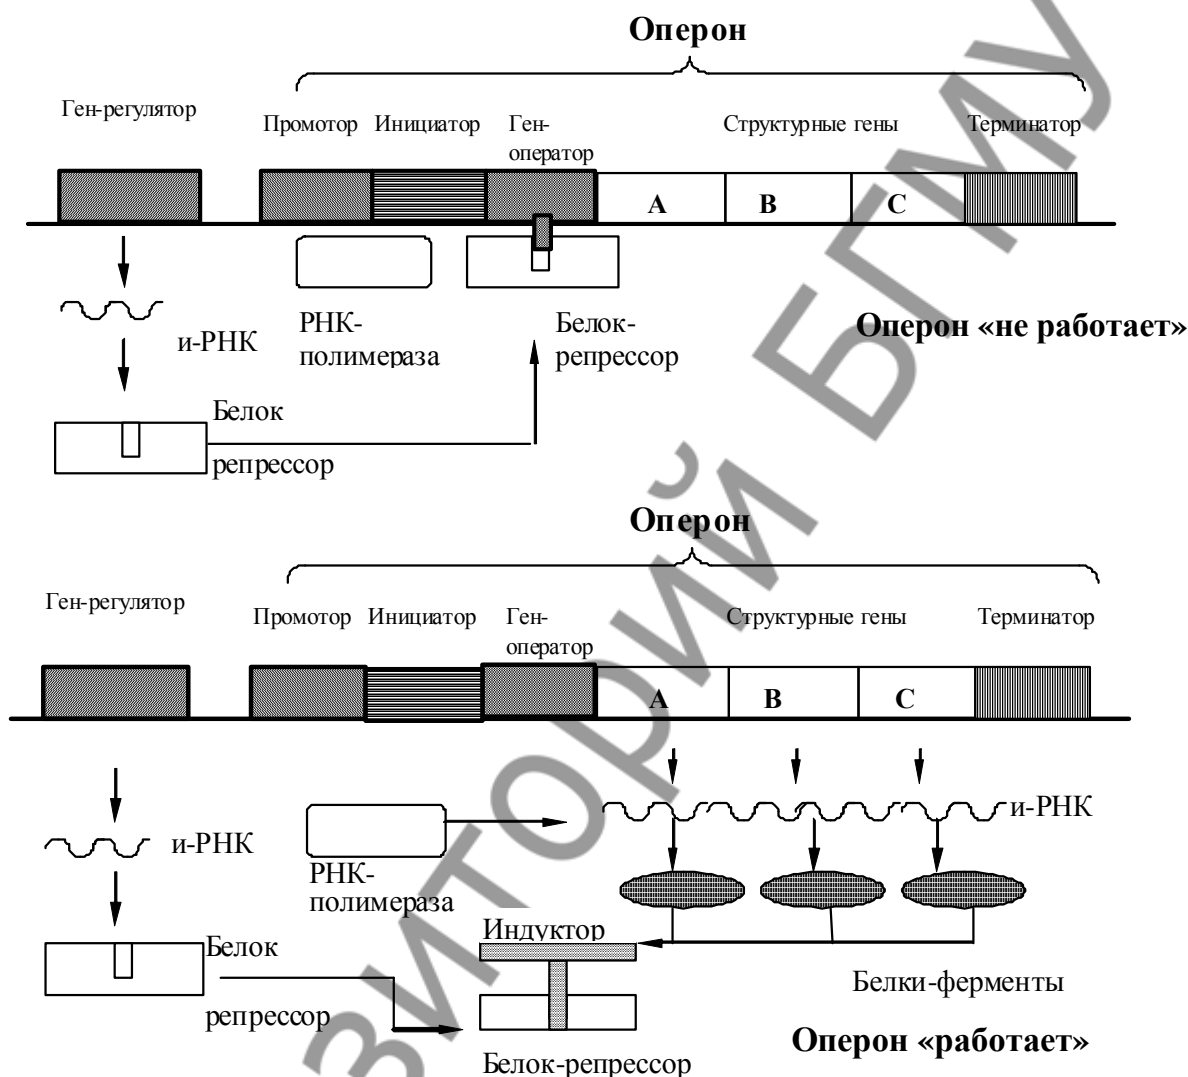 Оперон
Ген-регулятор
Промотор Инициатор Ген-
оператор
Структурные гены Терминатор
А В С
и-РНК
РНК-
полимераза
Белок-
репрессор
Оперон «не работает»
Белок
репрессор
Оперон
Ген-регулятор
Промотор Инициатор Ген-
оператор
Структурные гены Терминатор
А В С
и-РНК
и-РНК
РНК-
полимераза
Индуктор
Белок
репрессор
Белки-ферменты
Белок-репрессор
Оперон «работает»
зиторий БГМУ